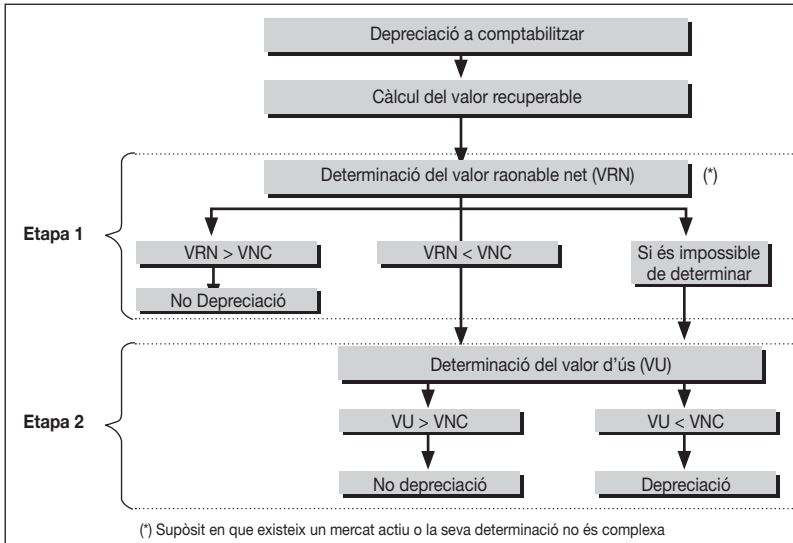 Depreciació a comptabilitzar
Càlcul del valor recuperable
Determinació del valor raonable net (VRN)
(*)
Etapa 1
VRN > VNC
VRN < VNC
Si és impossible
de determinar
No Depreciació
Determinació del valor d'ús (VU)
Etapa 2
VU > VNC
VU < VNC
No depreciació
Depreciació
(*) Supòsit en que existeix un mercat actiu o la seva determinació no és complexa